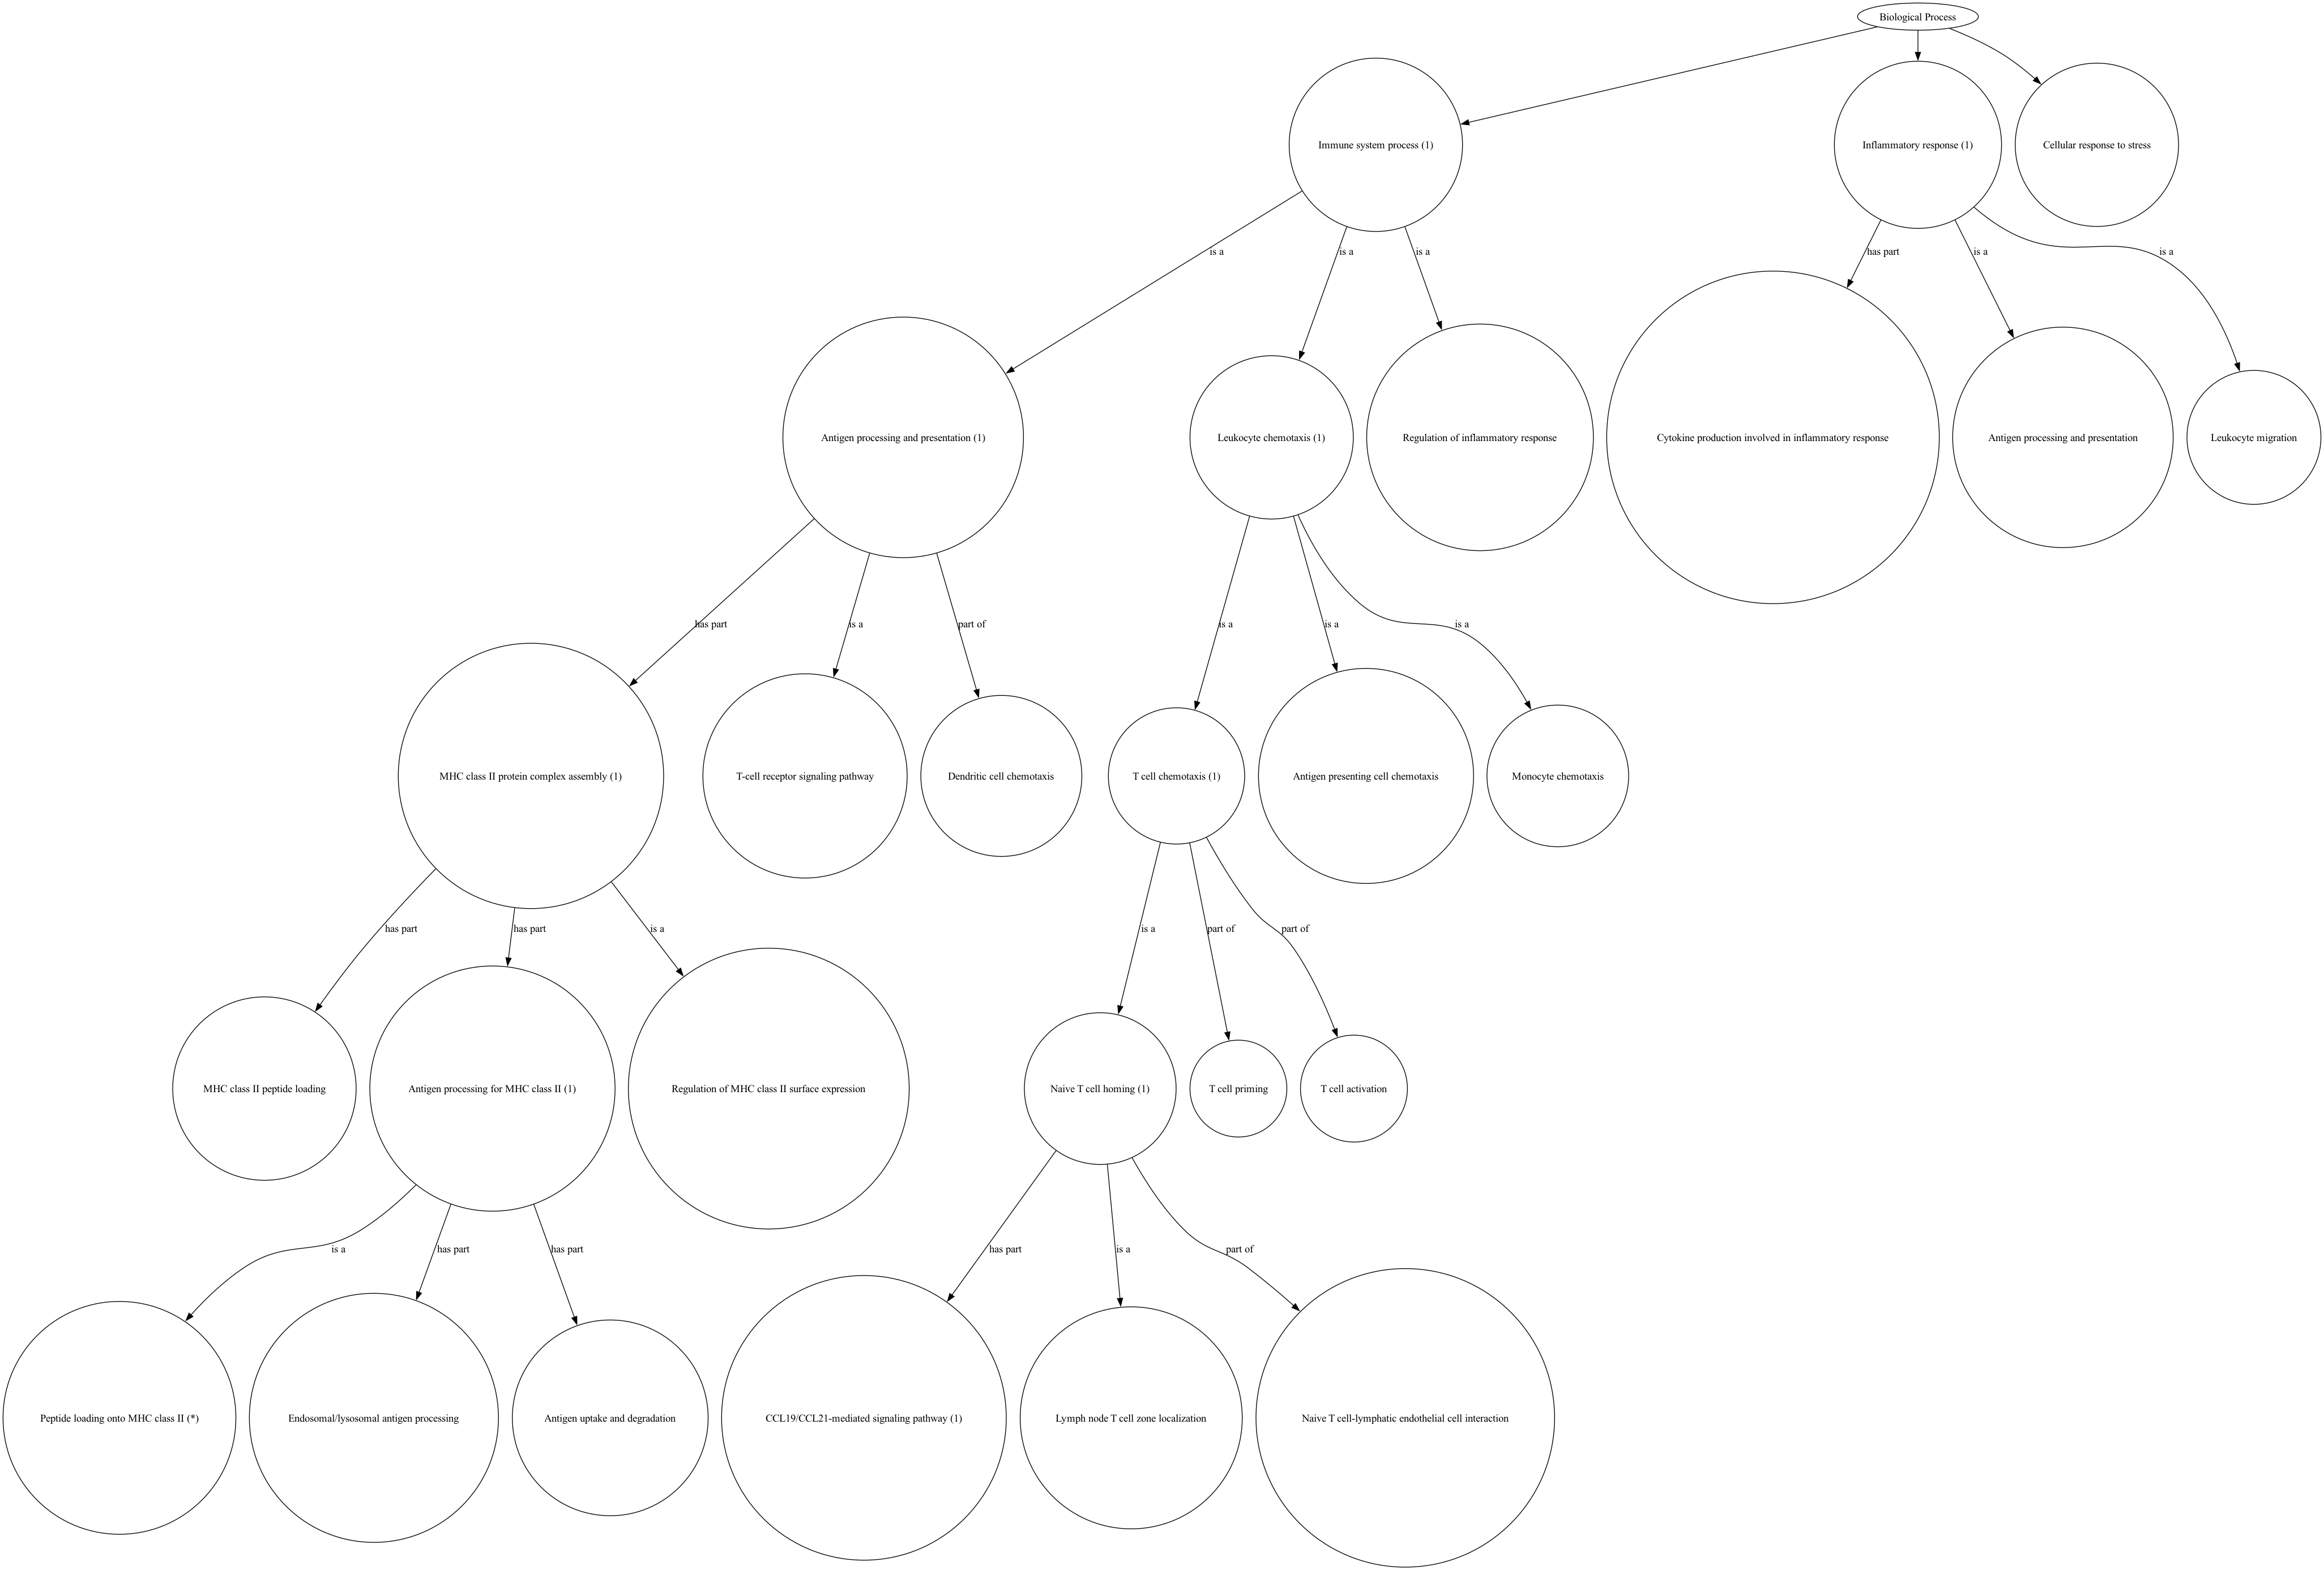 Biological Process
Immune system process (1)
Inflammatory response (1)
Cellular response to stress
is a
is a
is a
has part
is a
is a
Antigen processing and presentation (1)
Leukocyte chemotaxis (1)
Regulation of inflammatory response
Cytokine production involved in inflammatory response
Antigen processing and presentation
Leukocyte migration
has part
is a
part of
is a
is a
is a
MHC class II protein complex assembly (1)
T-cell receptor signaling pathway
Dendritic cell chemotaxis
T cell chemotaxis (1)
Antigen presenting cell chemotaxis
Monocyte chemotaxis
has part
has part
is a
is a
part of
part of
MHC class II peptide loading
Antigen processing for MHC class II (1)
Regulation of MHC class II surface expression
Naive T cell homing (1)
T cell priming
T cell activation
is a
has part
has part
has part
is a
part of
Peptide loading onto MHC class II (*)
Endosomal/lysosomal antigen processing
Antigen uptake and degradation
CCL19/CCL21-mediated signaling pathway (1)
Lymph node T cell zone localization
Naive T cell-lymphatic endothelial cell interaction